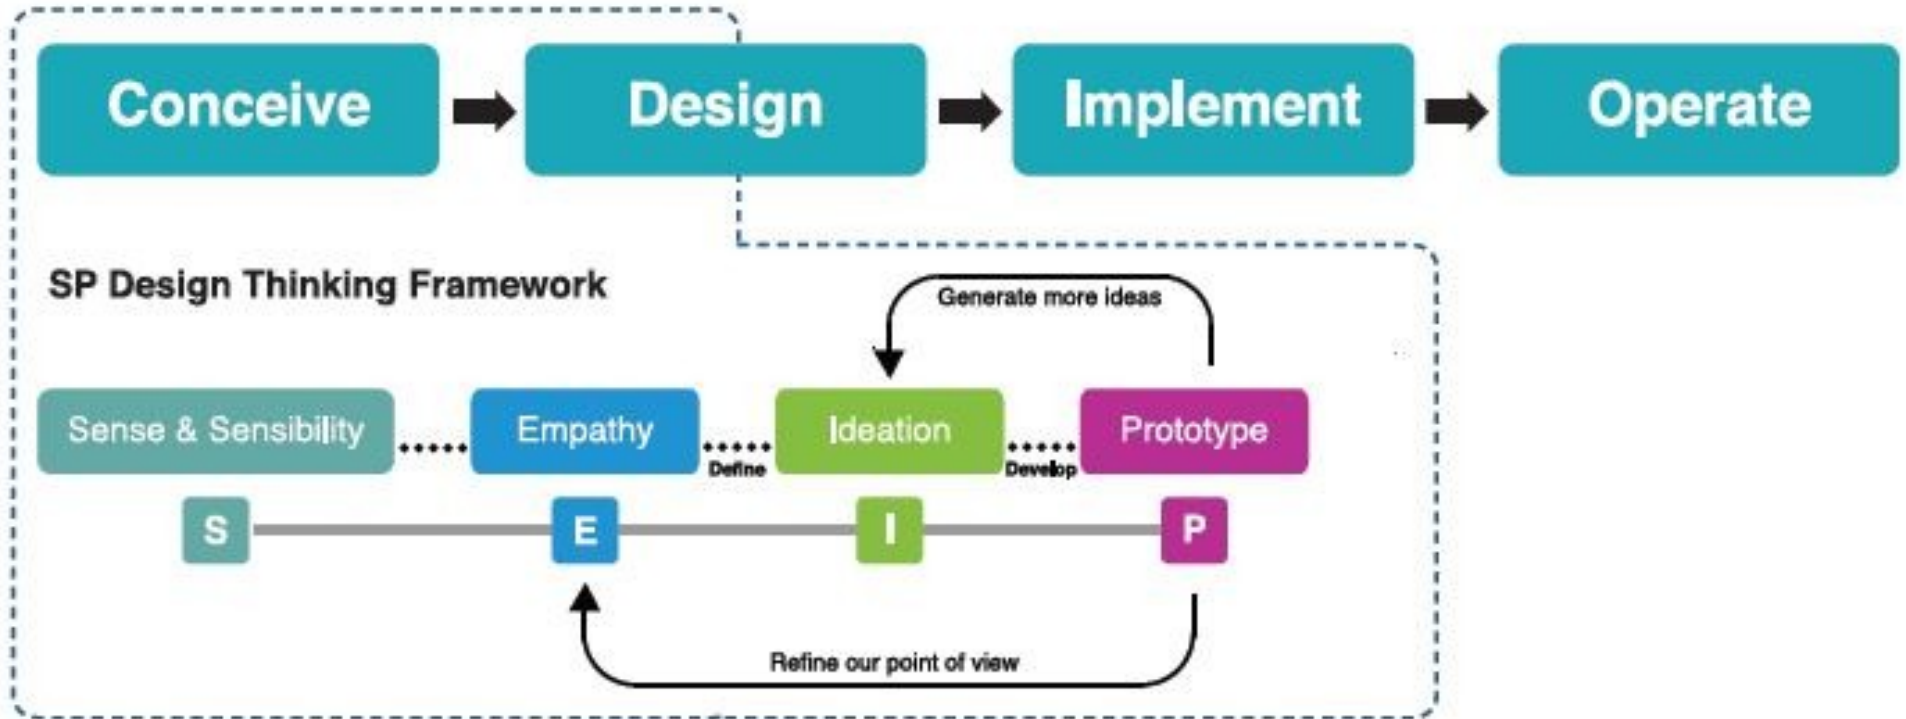 Conceive
Design
Implement
Operate
SP Design Thinking Framework
Generate more ideas
Sense & Sensibility
Empathy
Define
Ideation
Develop
Prototype
S
E
I
P
Refine our point of view